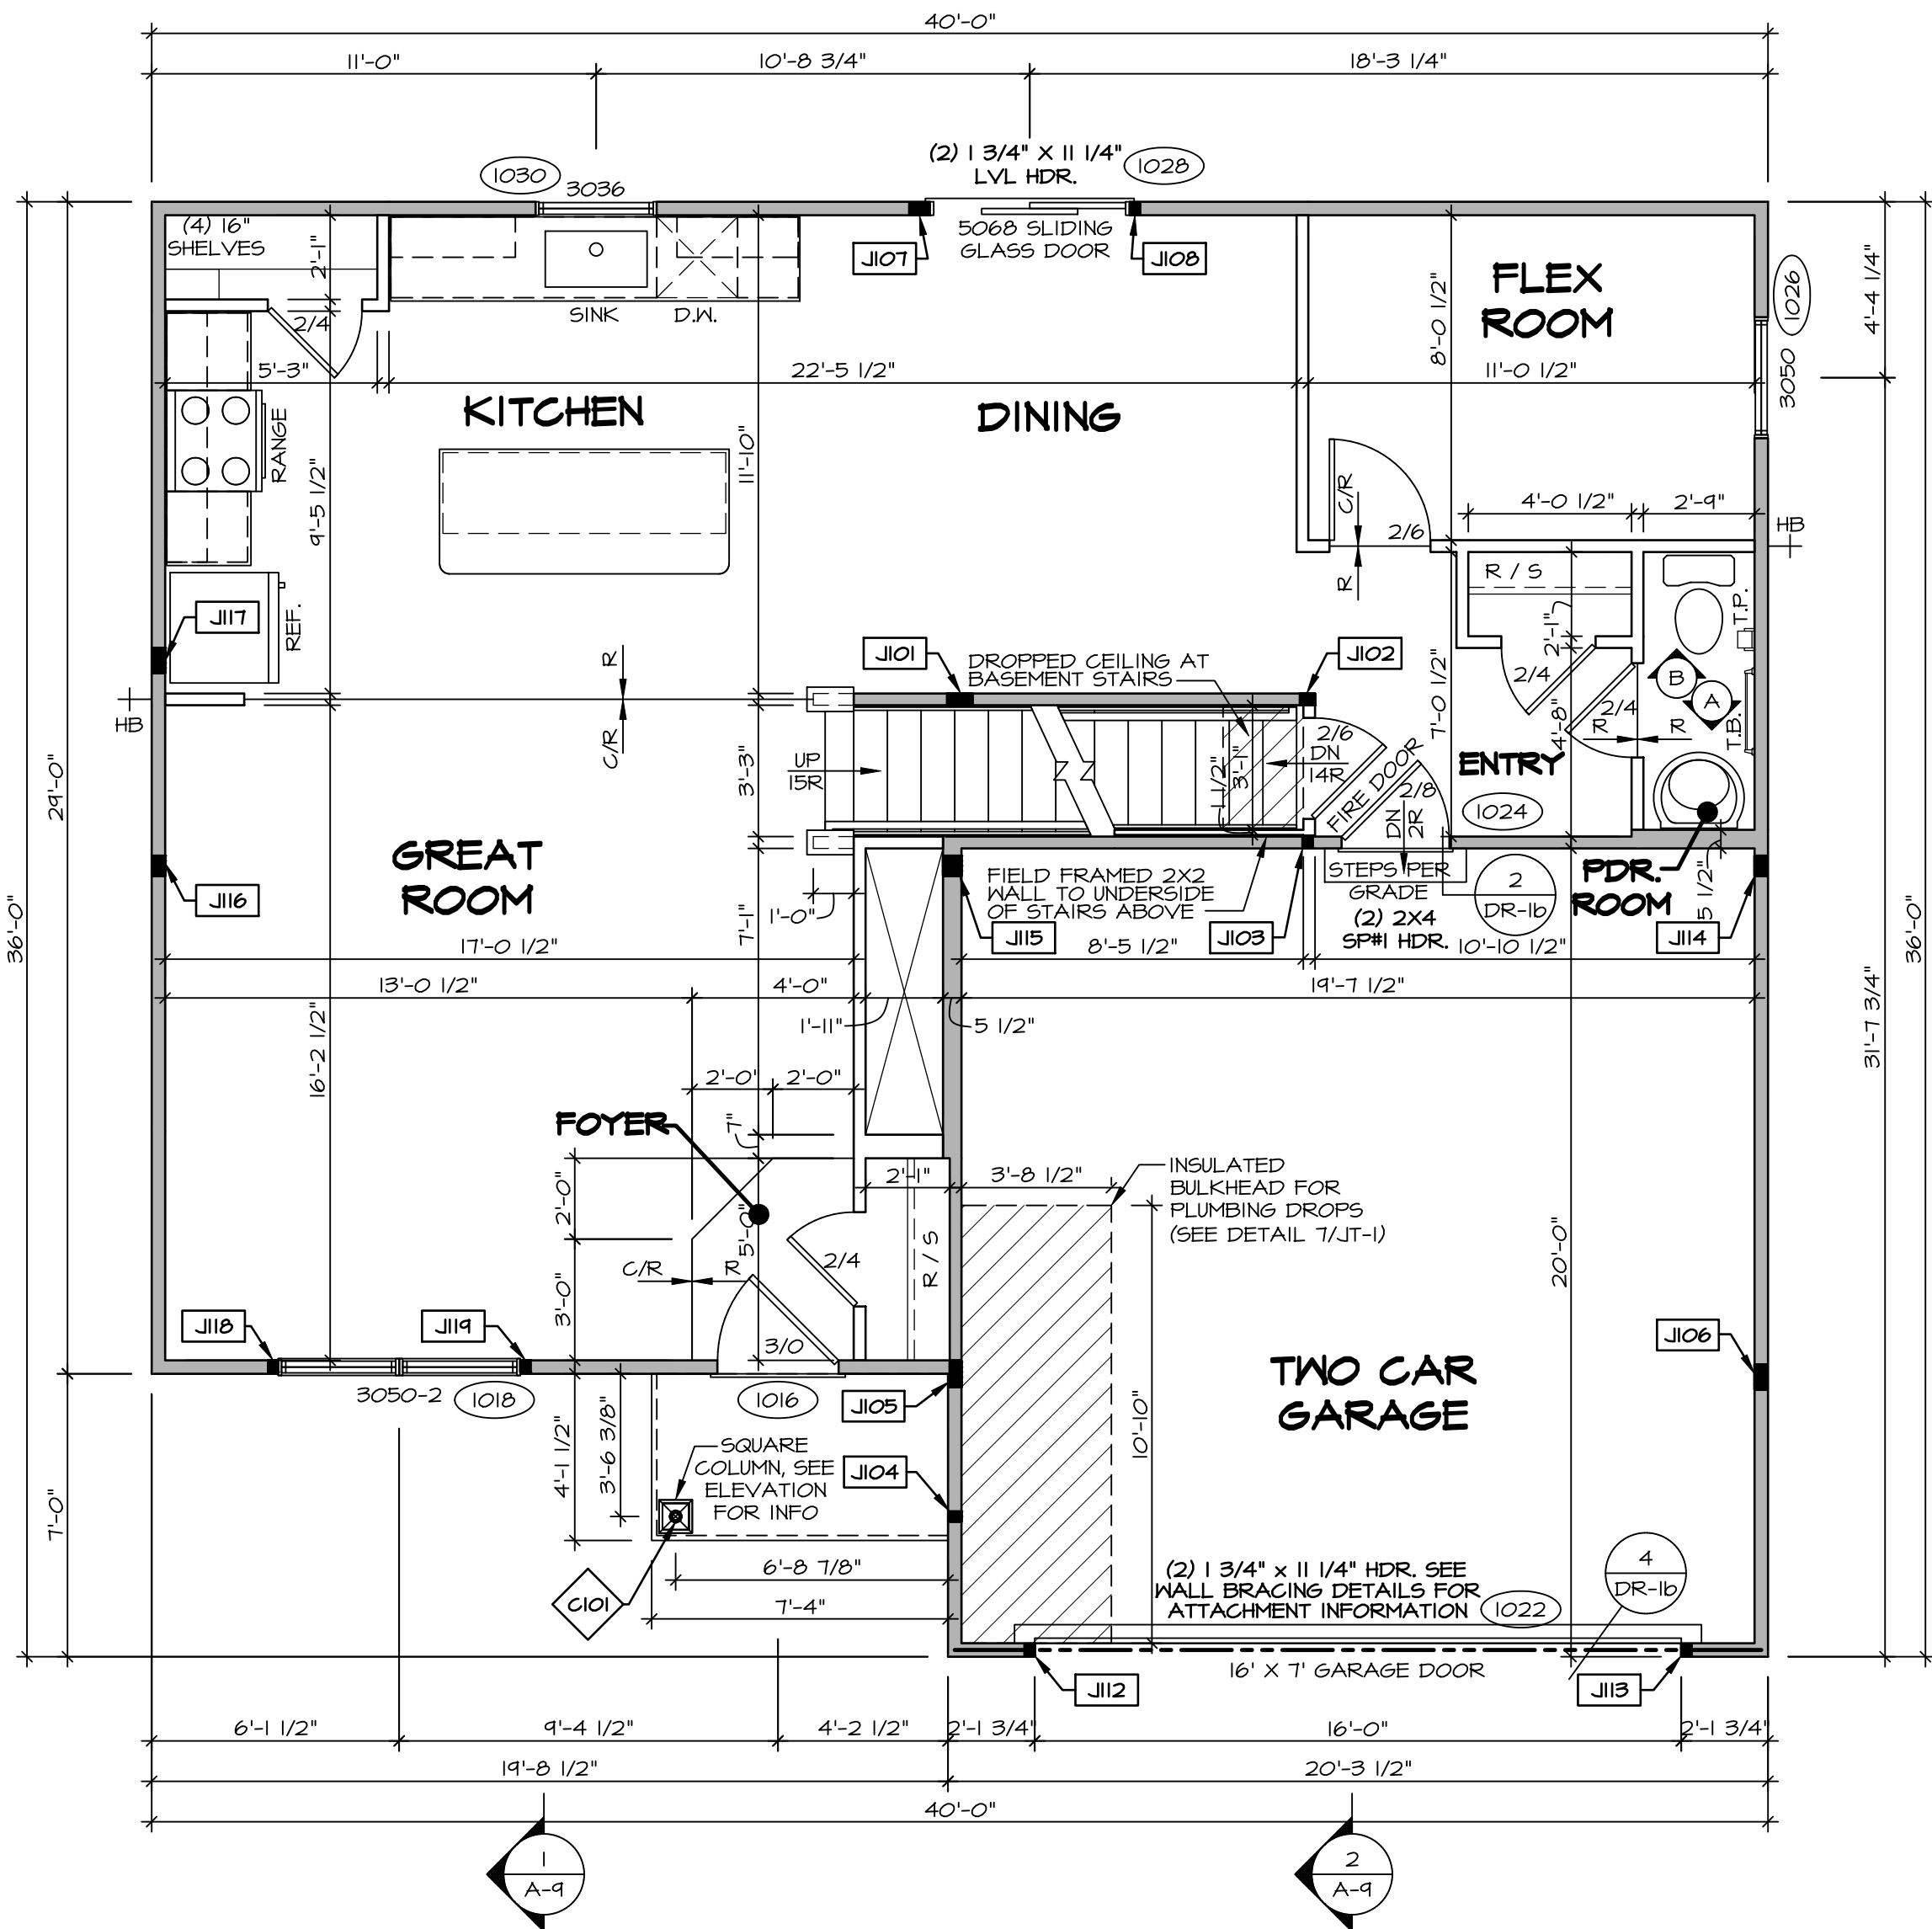 40'-0"
11'-0"
10'-8 3/4"
18'-3 1/4"
(2) 1 3/4" X 11 1/4"
LVL HDR.
1028
1030
3036
(4) 16"
SHELVES
2'-1"
5068 SLIDING
GLASS DOOR
J107
J108
FLEX
ROOM
8'-0 1/2"
1026
4'-4 1/4"
3050
SINK
D.W.
2/4
5'-3"
22'-5 1/2"
11'-0 1/2"
KITCHEN
DINING
RANGE
9'-5 1/2"
11'-10"
C/R
2/6
R
4'-0 1/2"
2'-9"
HB
R / S
T.P.
J117
REF.
R
C/R
HB
J101
DROPPED CEILING AT
BASEMENT STAIRS
J102
2'-1"
2/4
B
A
2/4
R
R
T.B.
7'-0 1/2"
4'-8"
ENTRY
1024
UP
15R
3'-3"
1 1/2"
3'-1"
2/6
DN
14R
FIRE DOOR
2/8
DN
2R
29'-0"
36'-0"
GREAT
ROOM
J116
1'-0"
7'-1"
FIELD FRAMED 2X2
WALL TO UNDERSIDE
OF STAIRS ABOVE
STEPS PER
GRADE
(2) 2X4
SP#1 HDR.
2
DR-1b
PDR.
ROOM
5 1/2"
36'-0"
J115
J103
J114
17'-0 1/2"
8'-5 1/2"
10'-10 1/2"
13'-0 1/2"
4'-0"
19'-7 1/2"
1'-11"
5 1/2"
31'-7 3/4"
16'-2 1/2"
2'-0"
2'-0"
FOYER
7"
2'-0"
5'-0"
2'-1"
3'-8 1/2"
INSULATED
BULKHEAD FOR
PLUMBING DROPS
(SEE DETAIL 7/JT-1)
20'-0"
C/R
R
2/4
R / S
3'-0"
J118
J119
3/0
J106
3050-2
1018
1016
J105
TWO CAR
GARAGE
10'-10"
7'-0"
4'-1 1/2"
3'-6 3/8"
SQUARE
COLUMN, SEE
ELEVATION
FOR INFO
J104
6'-8 7/8"
C101
7'-4"
(2) 1 3/4" x 11 1/4" HDR. SEE
WALL BRACING DETAILS FOR
ATTACHMENT INFORMATION
1022
4
DR-1b
16' X 7' GARAGE DOOR
J112
J113
6'-1 1/2"
9'-4 1/2"
4'-2 1/2"
2'-1 3/4"
16'-0"
2'-1 3/4"
19'-8 1/2"
20'-3 1/2"
40'-0"
1
A-9
2
A-9